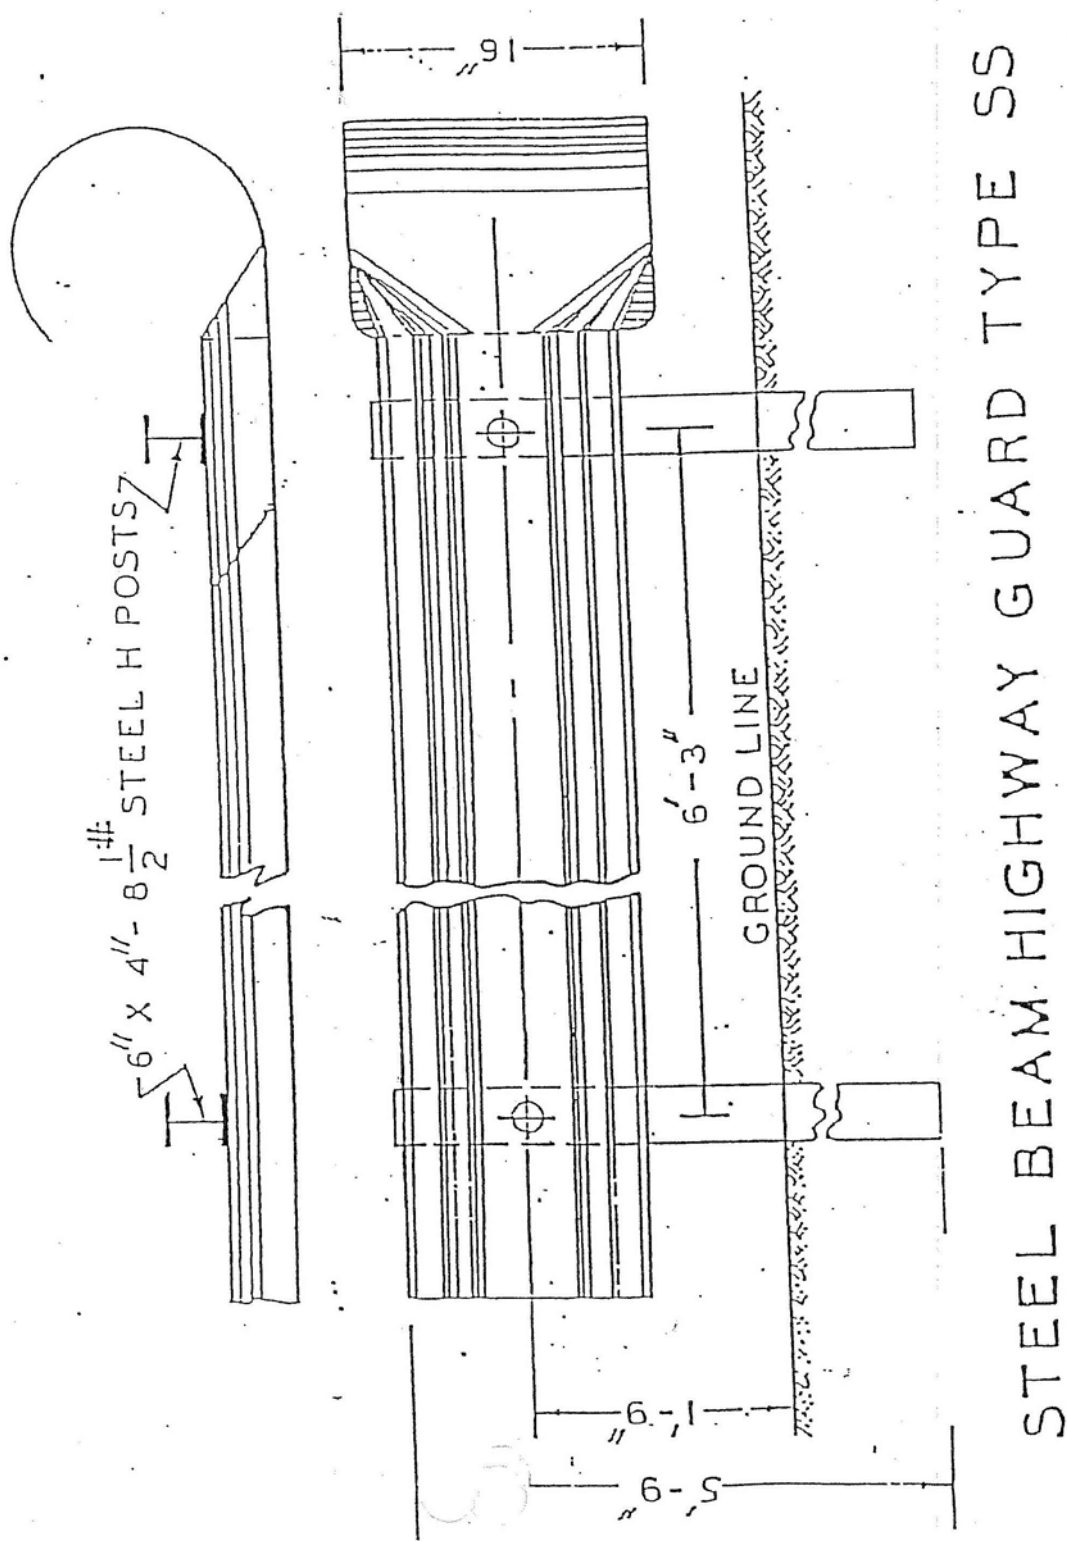 6" X 4" - 8 1/2 # STEEL H POSTS
16"
6'-3"
GROUND LINE
1'-9"
5'-9"
STEEL BEAM HIGHWAY GUARD TYPE SS